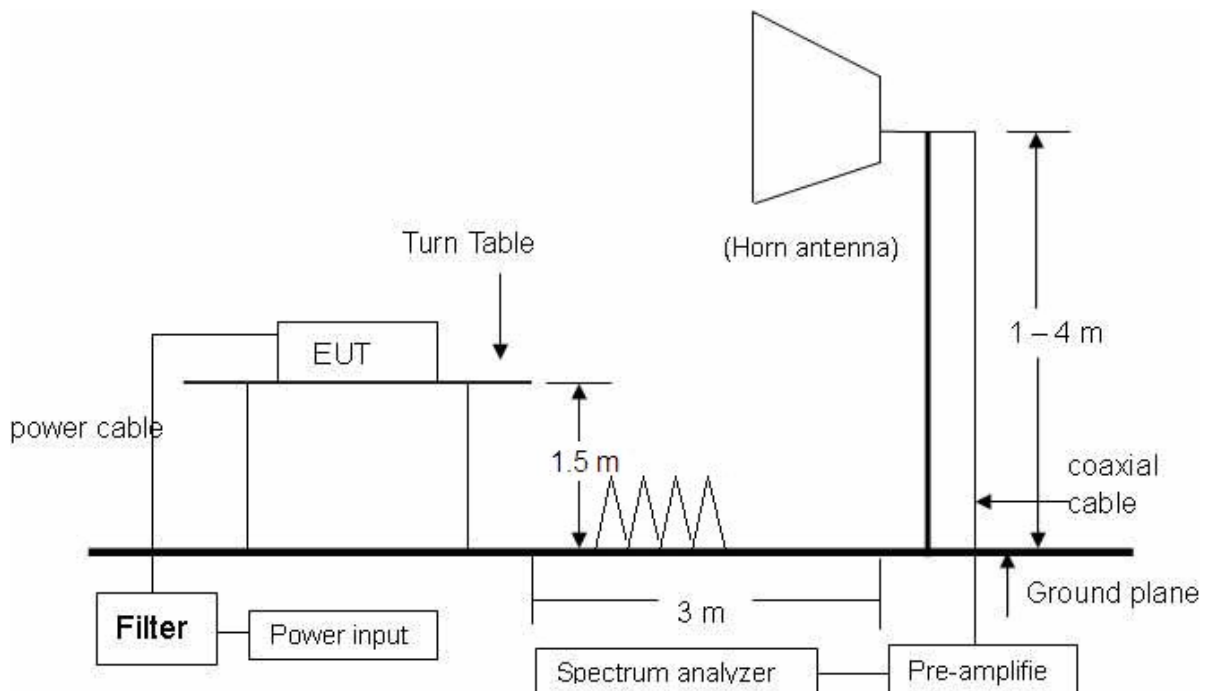 (Horn antenna)
Turn Table
1 – 4 m
EUT
power cable
1.5 m
coaxial
cable
Ground plane
3 m
Filter
Power input
Spectrum analyzer
Pre-amplifie